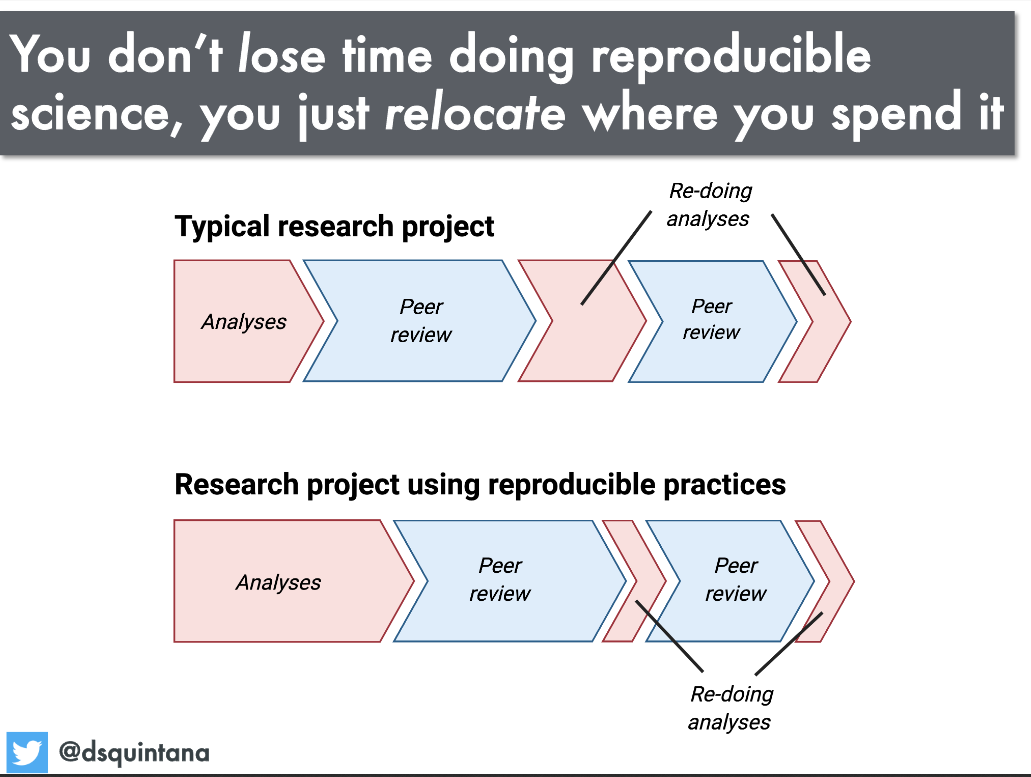 You don't lose time doing reproducible
science, you just relocate where you spend it
Re-doing
analyses
Typical research project
Analyses
Peer
review
Peer
review
Research project using reproducible practices
Analyses
Peer
review
Peer
review
Re-doing
analyses
@dsquintana